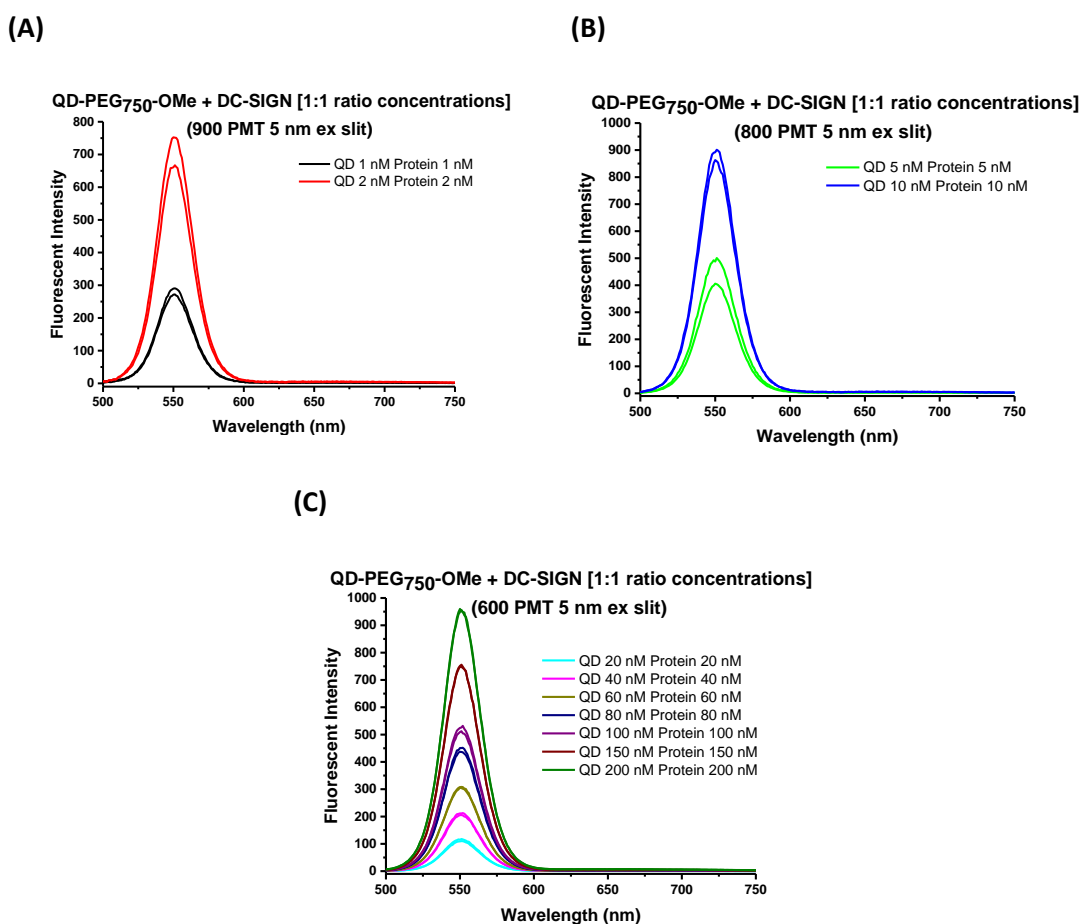 (A)
QD-PEG750-OMe + DC-SIGN [1:1 ratio concentrations]
(900 PMT 5 nm ex slit)
800
700
600
500
400
300
200
100
0
Fluorescent Intensity
QD 1 nM Protein 1 nM
QD 2 nM Protein 2 nM
500 550 600 650 700 750
Wavelength (nm)
(B)
QD-PEG750-OMe + DC-SIGN [1:1 ratio concentrations]
(800 PMT 5 nm ex slit)
1000
900
800
700
600
500
400
300
200
100
0
Fluorescent Intensity
QD 5 nM Protein 5 nM
QD 10 nM Protein 10 nM
500 550 600 650 700 750
Wavelength (nm)
(C)
QD-PEG750-OMe + DC-SIGN [1:1 ratio concentrations]
(600 PMT 5 nm ex slit)
1000
900
800
700
600
500
400
300
200
100
0
Fluorescent Intensity
QD 20 nM Protein 20 nM
QD 40 nM Protein 40 nM
QD 60 nM Protein 60 nM
QD 80 nM Protein 80 nM
QD 100 nM Protein 100 nM
QD 150 nM Protein 150 nM
QD 200 nM Protein 200 nM
500 550 600 650 700 750
Wavelength (nm)